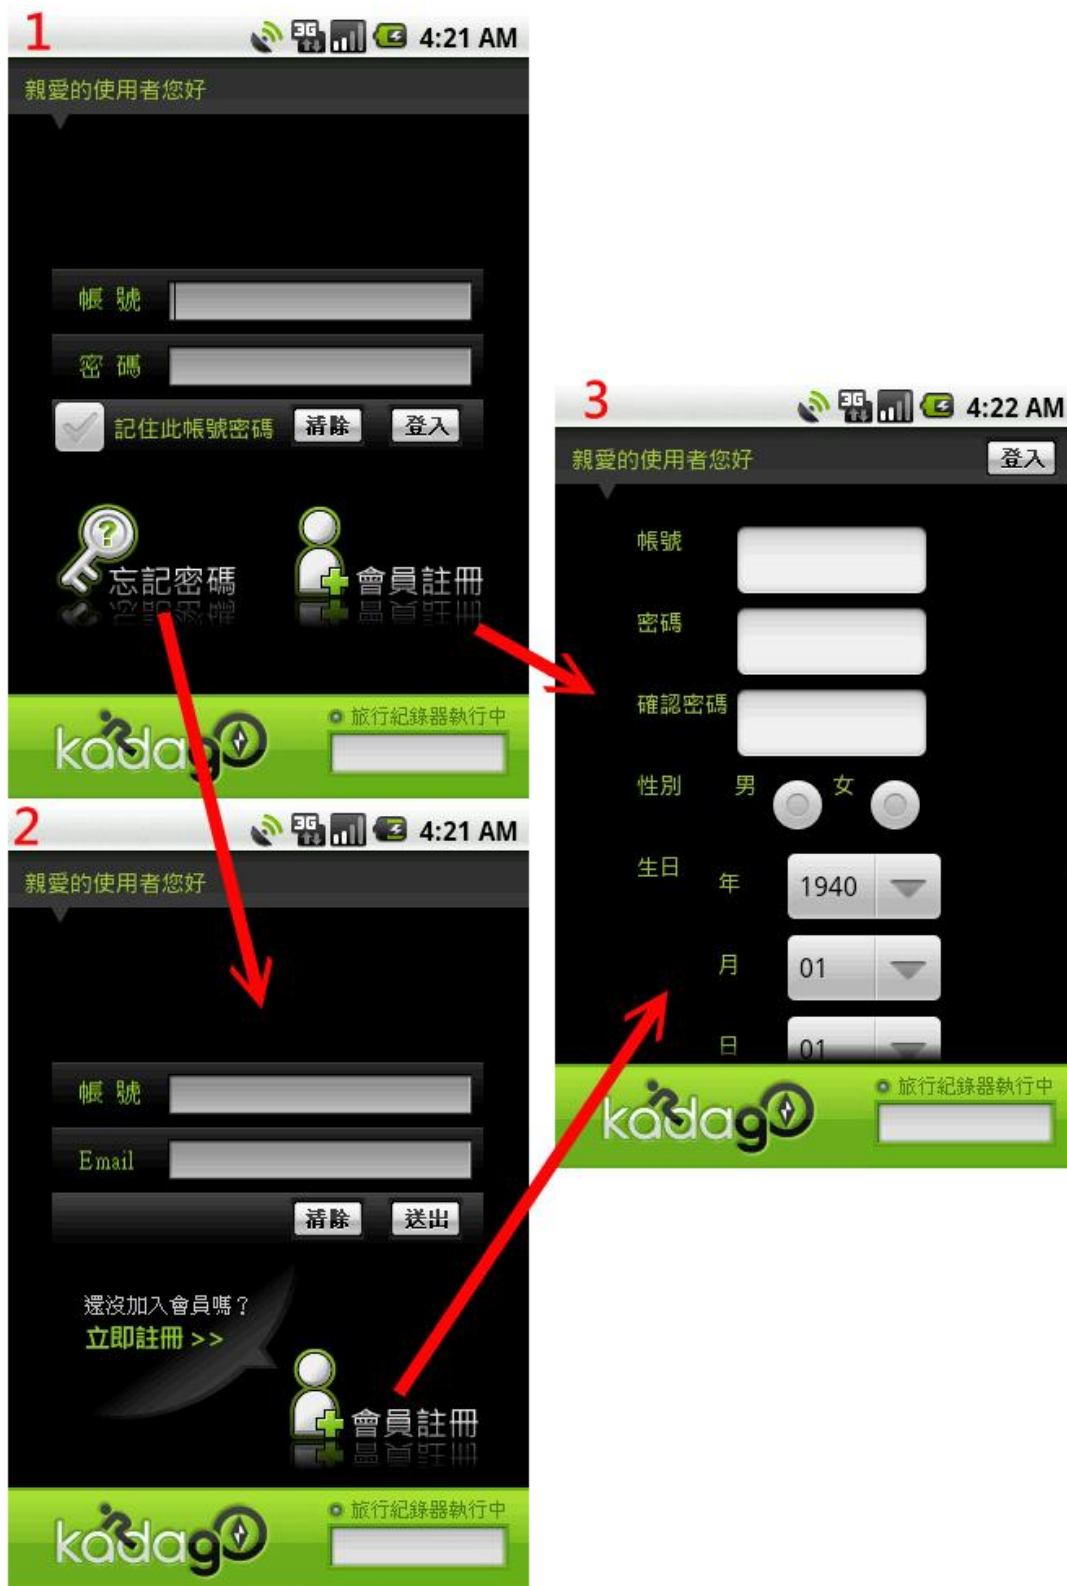 1
3G
4:21 AM
親愛的使用者您好
帳 號
密 碼
記住此帳號密碼 清除 登入
忘記密碼 會員註冊
kadago
旅行紀錄器執行中
2
3G
4:21 AM
親愛的使用者您好
帳 號
Email
清除 送出
還沒加入會員嗎？
立即註冊 >>
會員註冊
kadago
旅行紀錄器執行中
3
3G
4:22 AM
親愛的使用者您好 登入
帳號
密碼
確認密碼
性別 男 女
生日 年 1940
月 01
日 01
kadago
旅行紀錄器執行中